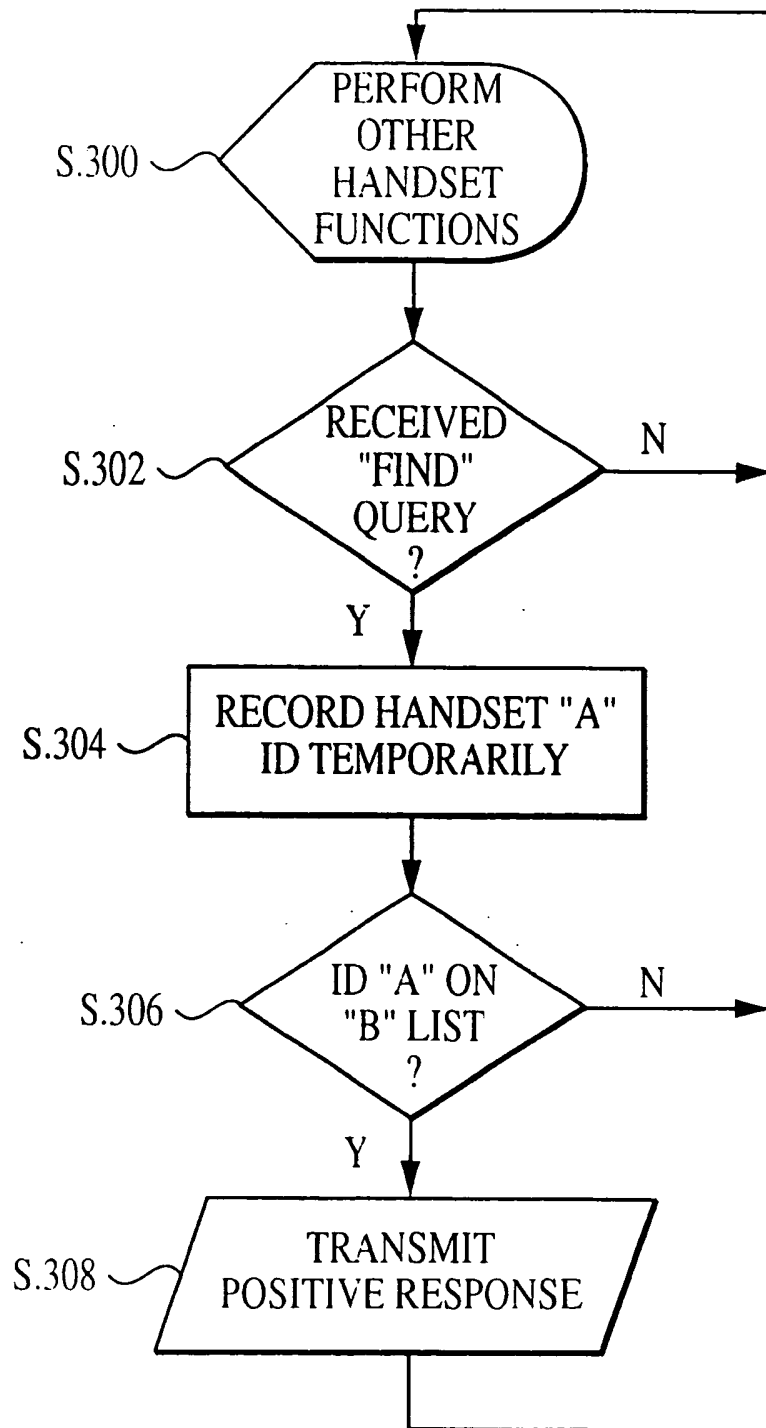 PERFORM
OTHER
HANDSET
FUNCTIONS
S.300
RECEIVED
"FIND"
QUERY
?
S.302
N
Y
RECORD HANDSET "A"
ID TEMPORARILY
S.304
ID "A" ON
"B" LIST
?
S.306
N
Y
TRANSMIT
POSITIVE RESPONSE
S.308